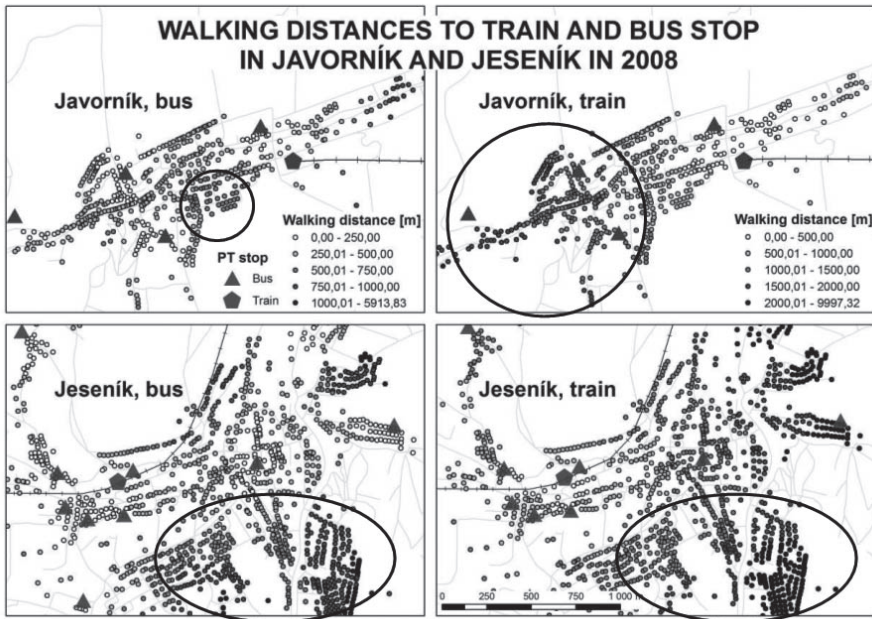 WALKING DISTANCES TO TRAIN AND BUS STOP
IN JAVORNÍK AND JESENÍK IN 2008
Javorník, bus
Walking distance [m]
0,00 - 250,00
250,01 - 500,00
500,01 - 750,00
750,01 - 1000,00
1000,01 - 5913,83
PT stop
Bus
Train
Javorník, train
Walking distance [m]
0,00 - 500,00
500,01 - 1000,00
1000,01 - 1500,00
1500,01 - 2000,00
2000,01 - 9997,32
Jeseník, bus
Jeseník, train
0 250 500 1 000 m